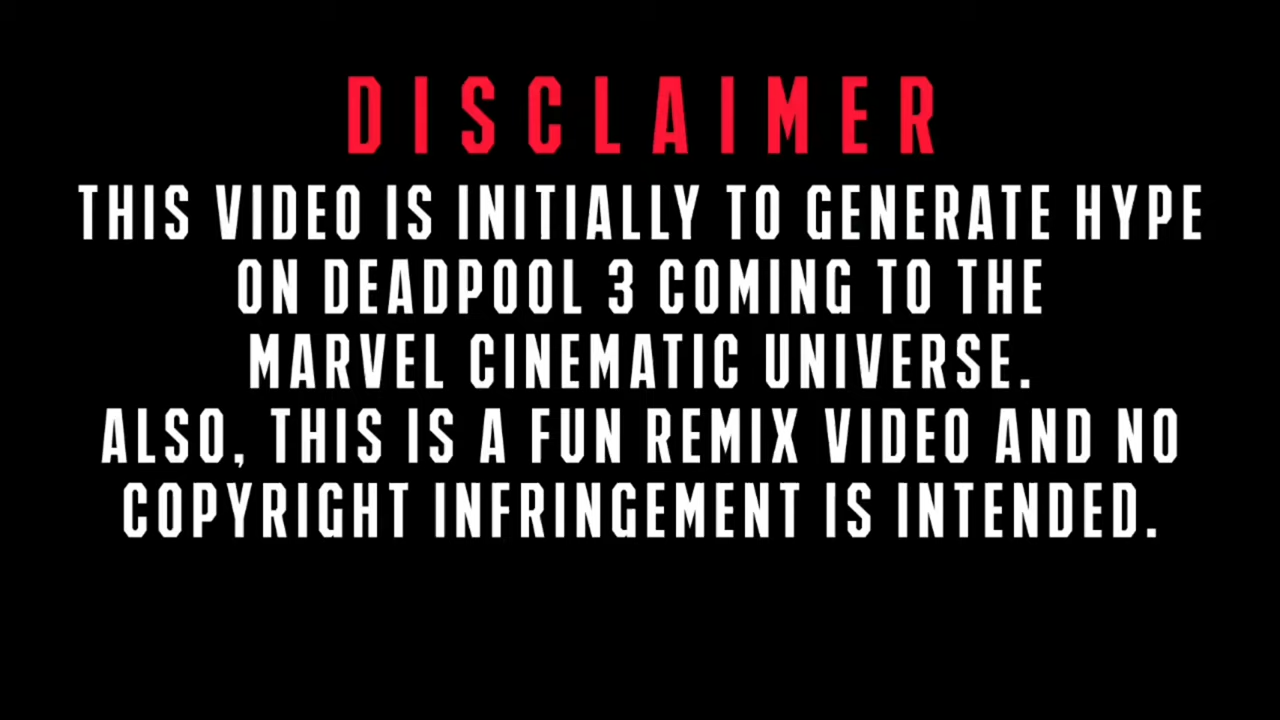 DISCLAIMER
THIS VIDEO IS INITIALLY TO GENERATE HYPE
ON DEADPOOL 3 COMING TO THE
MARVEL CINEMATIC UNIVERSE.
ALSO, THIS IS A FUN REMIX VIDEO AND NO
COPYRIGHT INFRINGEMENT IS INTENDED.